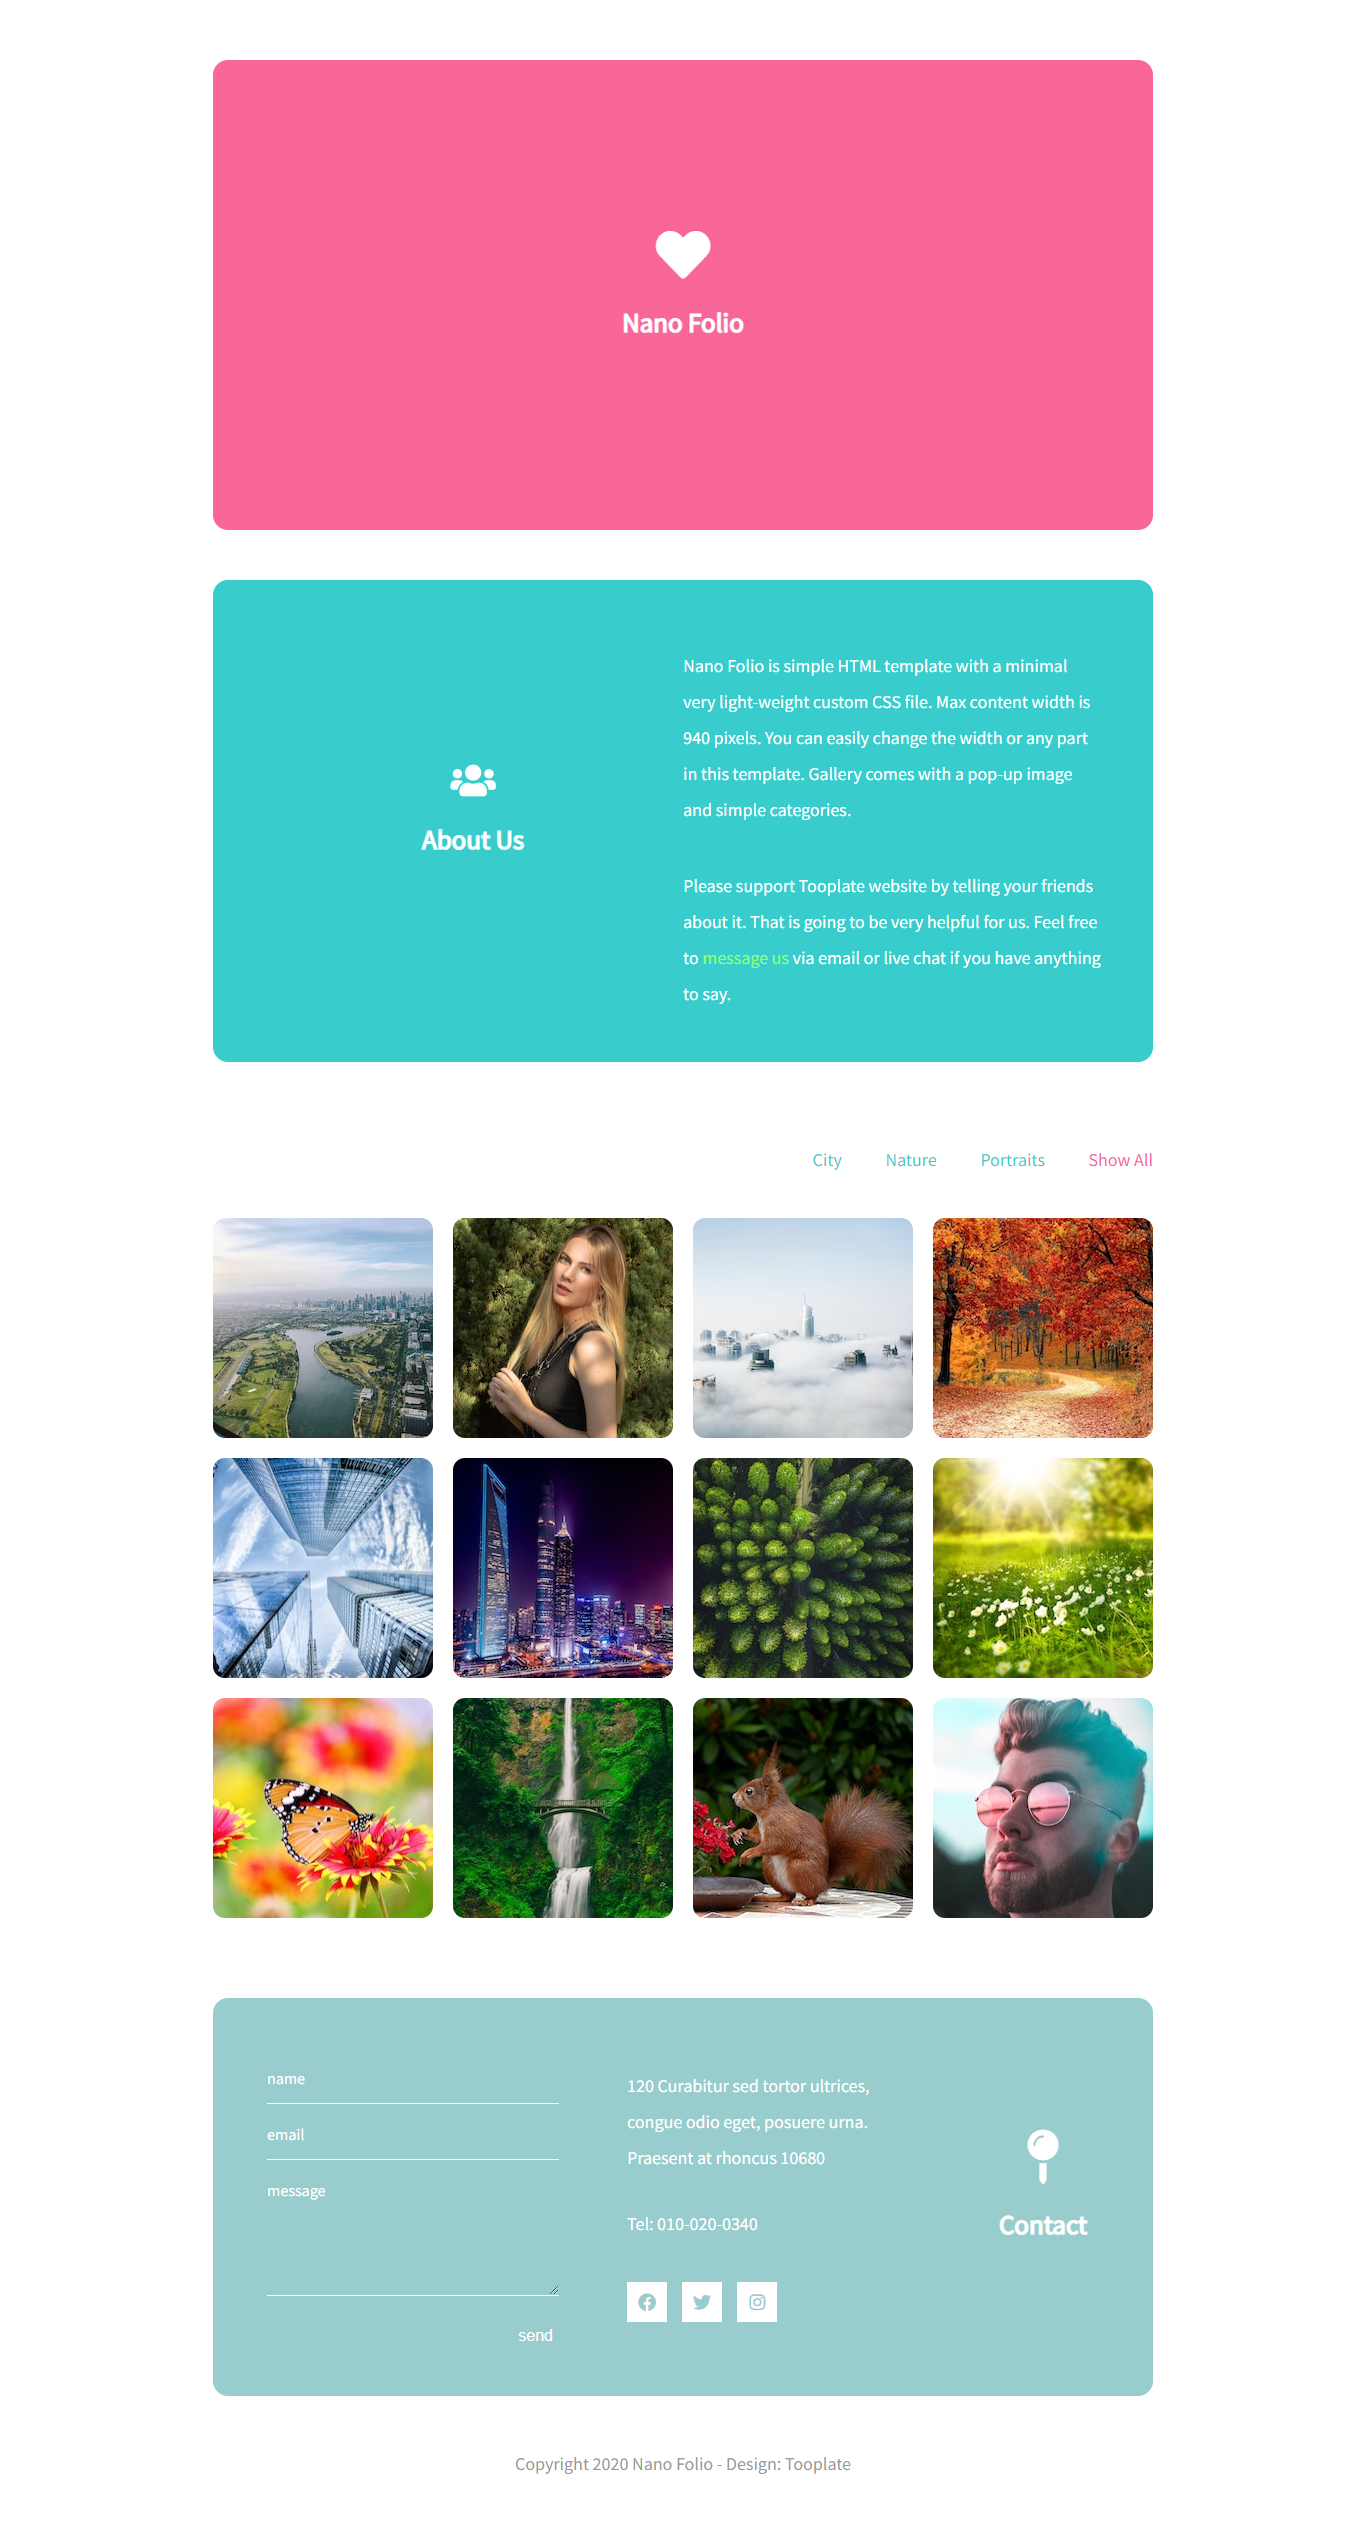 Nano Folio
About Us
Nano Folio is simple HTML template with a minimal
very light-weight custom CSS file. Max content width is
940 pixels. You can easily change the width or any part
in this template. Gallery comes with a pop-up image
and simple categories.
Please support Tooplate website by telling your friends
about it. That is going to be very helpful for us. Feel free
to message us via email or live chat if you have anything
to say.
City Nature Portraits Show All
name
email
message
send
120 Curabitur sed tortor ultrices,
congue odio eget, posuere urna.
Praesent at rhoncus 10680
Tel: 010-020-0340
Contact
Copyright 2020 Nano Folio - Design: Tooplate